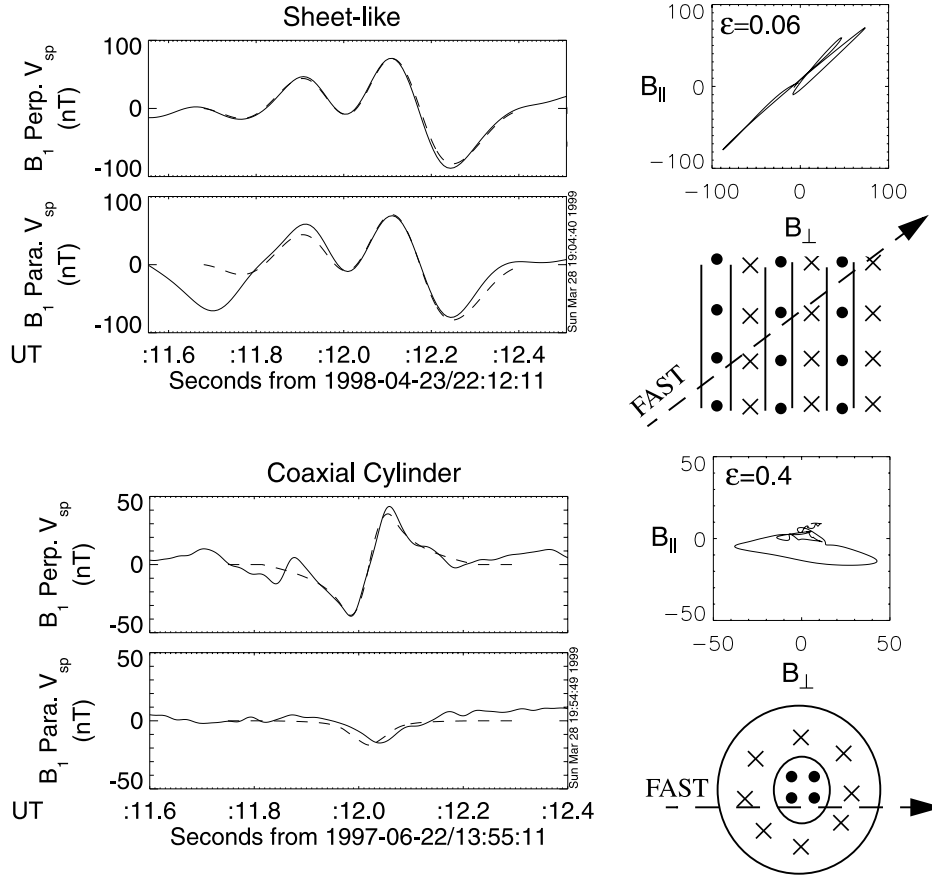 Sheet-like
100
0
-100
B1 Perp. Vsp
(nT)
100
0
-100
B1 Para. Vsp
(nT)
Sun Mar 28 19:04:40 1999
UT
:11.6 :11.8 :12.0 :12.2 :12.4
Seconds from 1998-04-23/22:12:11
ε=0.06
100
0
−100
B||
−100 0 100
B⊥
FAST
Coaxial Cylinder
50
0
-50
B1 Perp. Vsp
(nT)
50
0
-50
B1 Para. Vsp
(nT)
Sun Mar 28 19:54:49 1999
UT
:11.6 :11.8 :12.0 :12.2 :12.4
Seconds from 1997-06-22/13:55:11
ε=0.4
50
0
−50
B||
−50 0 50
B⊥
FAST